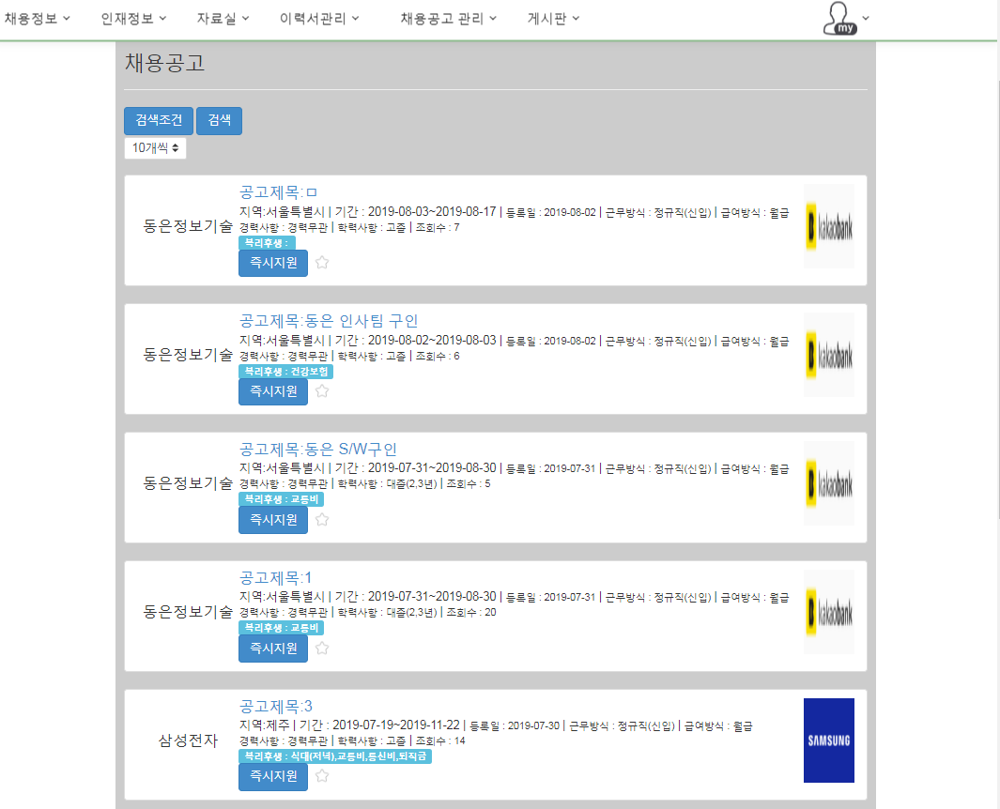 채용정보 인재정보 자료실 이력서관리 채용공고 관리 게시판 my
채용공고
검색조건 검색
10개씩
공고제목:ㅁ
지역:서울특별시 | 기간 : 2019-08-03~2019-08-17 | 등록일 : 2019-08-02 | 근무방식 : 정규직(신입) | 급여방식 : 월급
동은정보기술 경력사항 : 경력무관 | 학력사항 : 고졸 | 조회수 : 7
kakaobank
복리후생 :
즉시지원
공고제목:동은 인사팀 구인
지역:서울특별시 | 기간 : 2019-08-02~2019-08-03 | 등록일 : 2019-08-02 | 근무방식 : 정규직(신입) | 급여방식 : 월급
동은정보기술 경력사항 : 경력무관 | 학력사항 : 고졸 | 조회수 : 6
kakaobank
복리후생 : 건강보험
즉시지원
공고제목:동은 S/W구인
지역:서울특별시 | 기간 : 2019-07-31~2019-08-30 | 등록일 : 2019-07-31 | 근무방식 : 정규직(신입) | 급여방식 : 월급
동은정보기술 경력사항 : 경력무관 | 학력사항 : 대졸(2,3년) | 조회수 : 5
kakaobank
복리후생 : 교통비
즉시지원
공고제목:1
지역:서울특별시 | 기간 : 2019-07-31~2019-08-30 | 등록일 : 2019-07-31 | 근무방식 : 정규직(신입) | 급여방식 : 월급
동은정보기술 경력사항 : 경력무관 | 학력사항 : 대졸(2,3년) | 조회수 : 20
kakaobank
복리후생 : 교통비
즉시지원
공고제목:3
지역:제주 | 기간 : 2019-07-19~2019-11-22 | 등록일 : 2019-07-30 | 근무방식 : 정규직(신입) | 급여방식 : 월급
삼성전자 경력사항 : 경력무관 | 학력사항 : 고졸 | 조회수 : 14
SAMSUNG
복리후생 : 식대(저녁),교통비,통신비,퇴직금
즉시지원